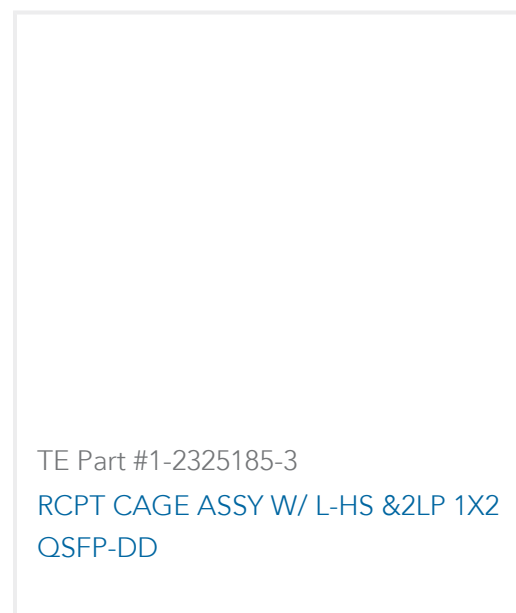 TE Part #1-2325185-3
RCPT CAGE ASSY W/ L-HS &2LP 1X2
QSFP-DD